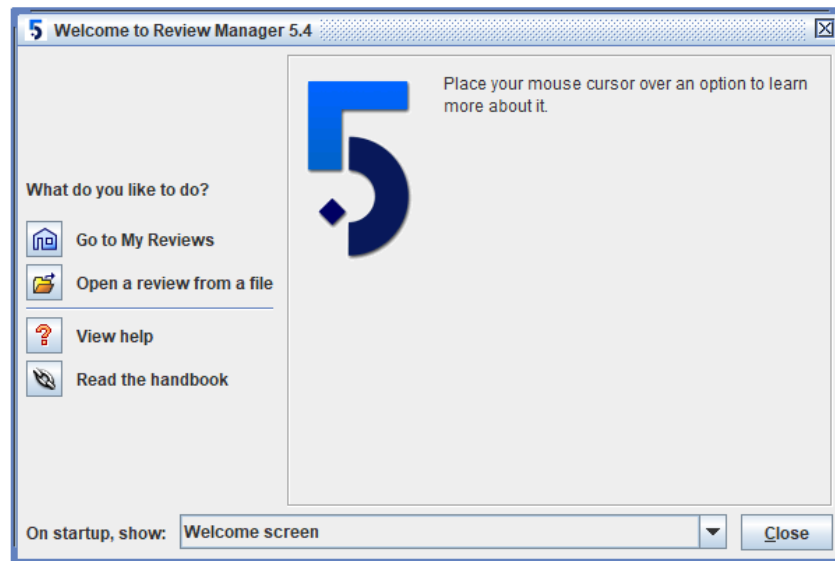 5 Welcome to Review Manager 5.4
Place your mouse cursor over an option to learn
more about it.
5
What do you like to do?
Go to My Reviews
Open a review from a file
? View help
Read the handbook
On startup, show: Welcome screen Close